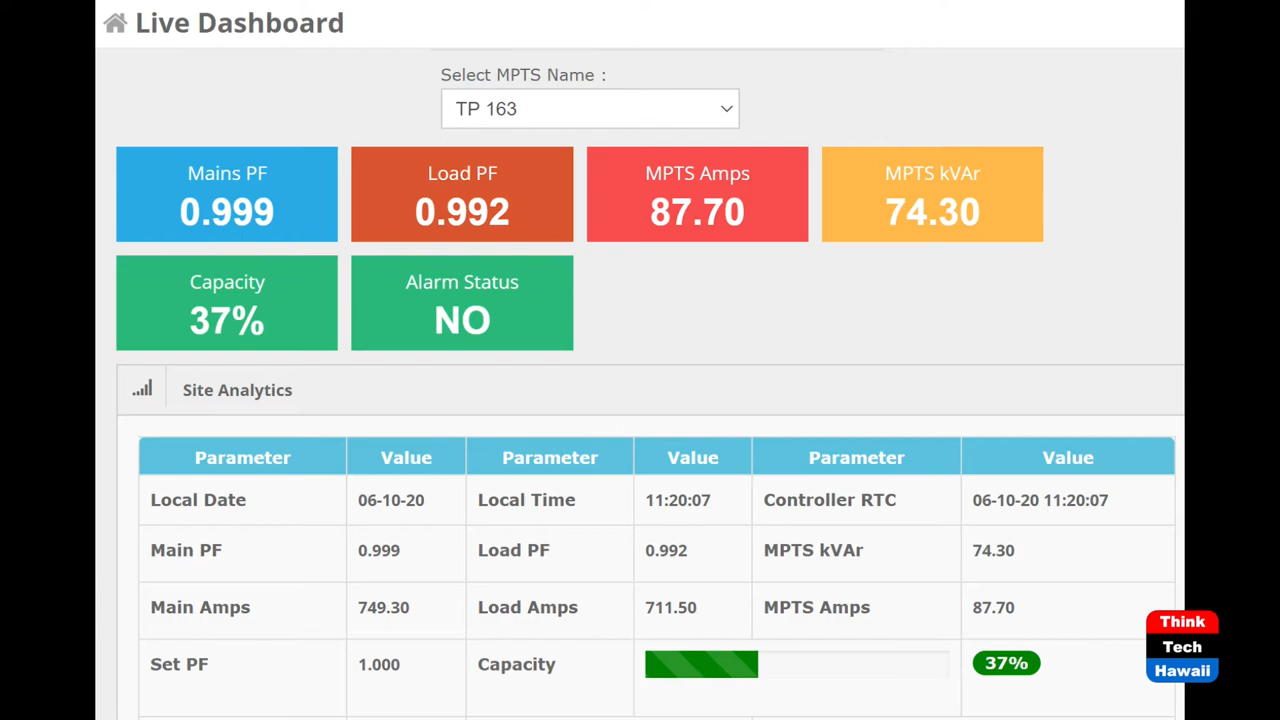 Live Dashboard
Select MPTS Name :
TP 163
Mains PF
0.999
Load PF
0.992
MPTS Amps
87.70
MPTS kVAr
74.30
Capacity
37%
Alarm Status
NO
Site Analytics
Parameter Value Parameter Value Parameter Value
Local Date 06-10-20 Local Time 11:20:07 Controller RTC 06-10-20 11:20:07
Main PF 0.999 Load PF 0.992 MPTS kVAr 74.30
Main Amps 749.30 Load Amps 711.50 MPTS Amps 87.70
Set PF 1.000 Capacity 37%
Think
Tech
Hawaii